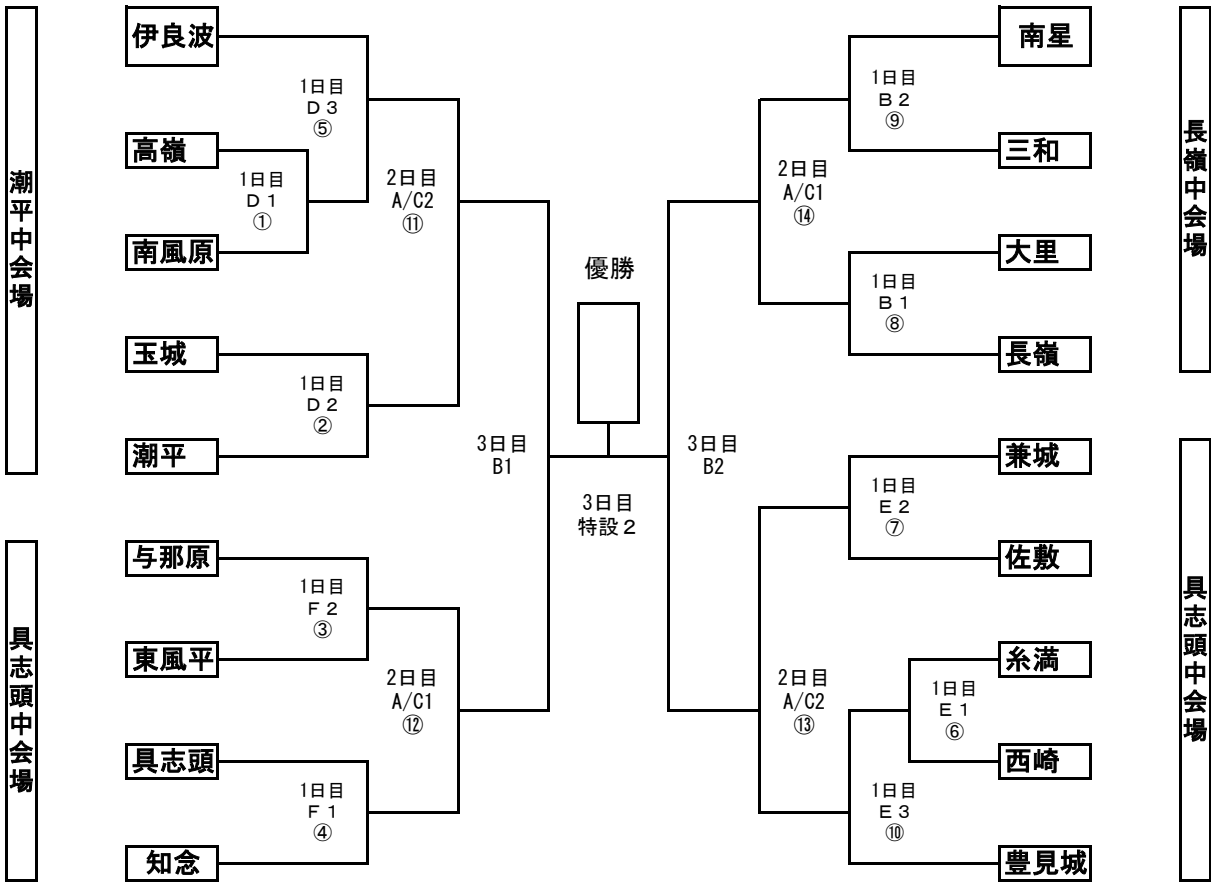 潮平中会場
伊良波
1日目
Ｄ３
⑤
高嶺
1日目
Ｄ１
①
南風原
2日目
A/C2
⑪
玉城
1日目
Ｄ２
②
潮平
3日目
B1
具志頭中会場
与那原
1日目
Ｆ２
③
東風平
2日目
A/C1
⑫
具志頭
1日目
Ｆ１
④
知念
優勝
3日目
特設２
南星
1日目
Ｂ２
⑨
三和
2日目
A/C1
⑭
大里
1日目
Ｂ１
⑧
長嶺
長嶺中会場
3日目
B2
兼城
1日目
Ｅ２
⑦
佐敷
2日目
A/C2
⑬
糸満
1日目
Ｅ１
⑥
西崎
1日目
Ｅ３
⑩
豊見城
具志頭中会場